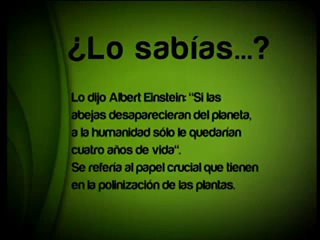 ¿Lo sabías...?
Lo dijo Albert Einstein: "Si las
abejas desaparecieran del planeta,
a la humanidad sólo le quedarían
cuatro años de vida".
Se refería al papel crucial que tienen
en la polinización de las plantas.